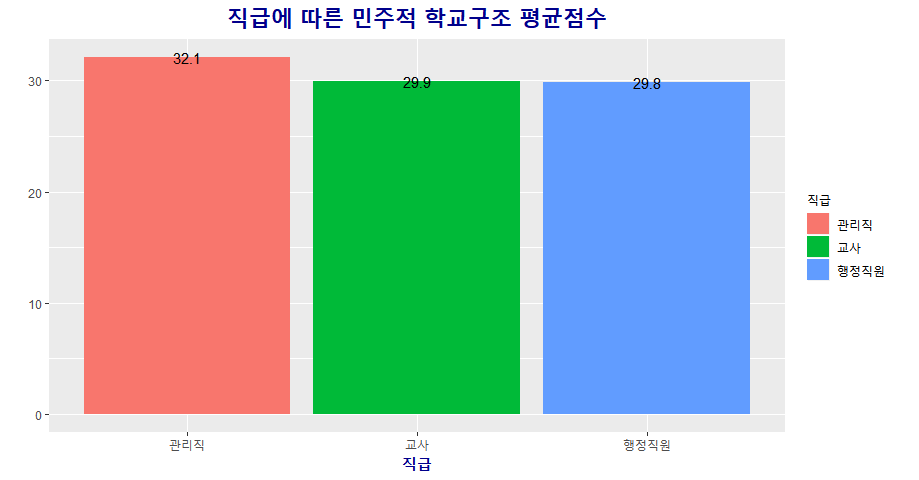 직급에 따른 민주적 학교구조 평균점수
32.1
29.9
29.8
30
20
10
0
관리직
교사
행정직원
직급
직급
관리직
교사
행정직원